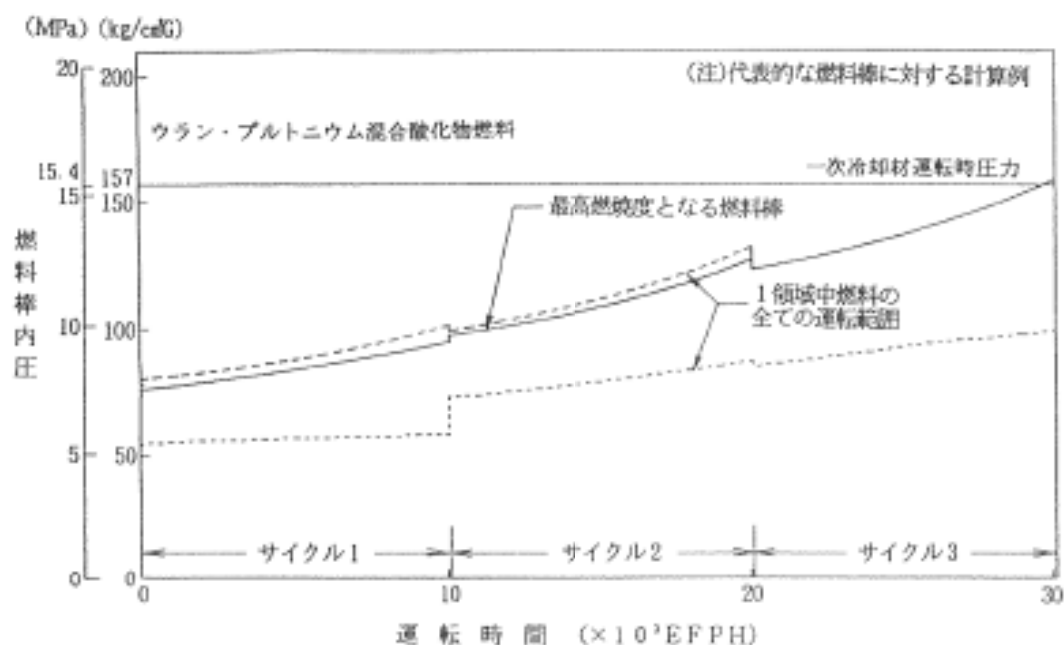 (MPa) (kg/c㎡G)
20
200
(注)代表的な燃料棒に対する計算例
ウラン・プルトニウム混合酸化物燃料
15.4
157
一次冷却材運転時圧力
15
150
最高燃焼度となる燃料棒
燃料棒内圧
1領域中燃料の
全ての運転範囲
10
100
5
50
サイクル1
サイクル2
サイクル3
0
0
0
10
20
30
運転時間 (×10³EFPH)